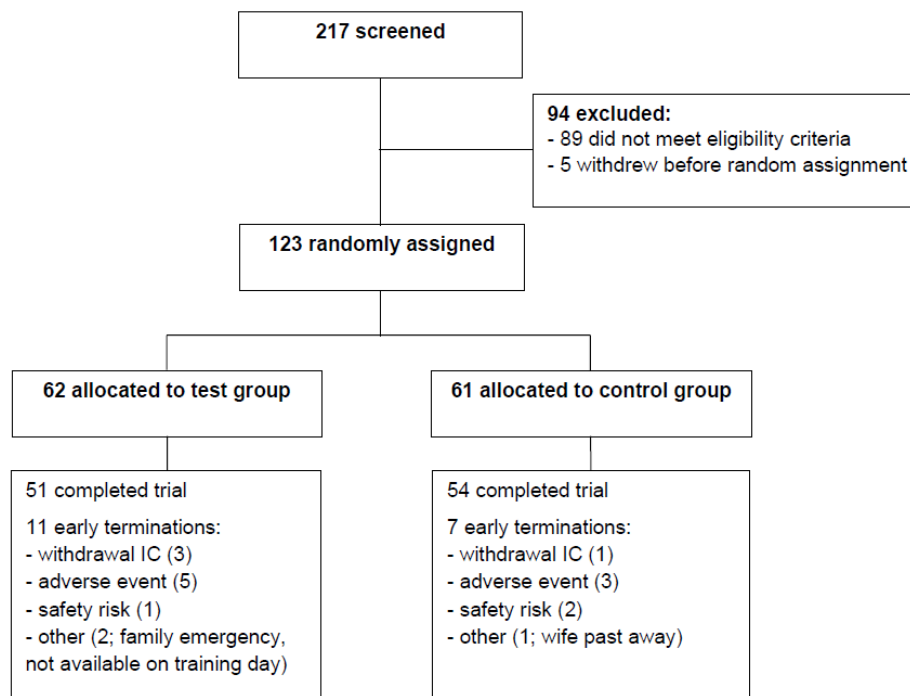 217 screened
94 excluded:
- 89 did not meet eligibility criteria
- 5 withdrew before random assignment
123 randomly assigned
62 allocated to test group
61 allocated to control group
51 completed trial
11 early terminations:
- withdrawal IC (3)
- adverse event (5)
- safety risk (1)
- other (2; family emergency,
not available on training day)
54 completed trial
7 early terminations:
- withdrawal IC (1)
- adverse event (3)
- safety risk (2)
- other (1; wife past away)